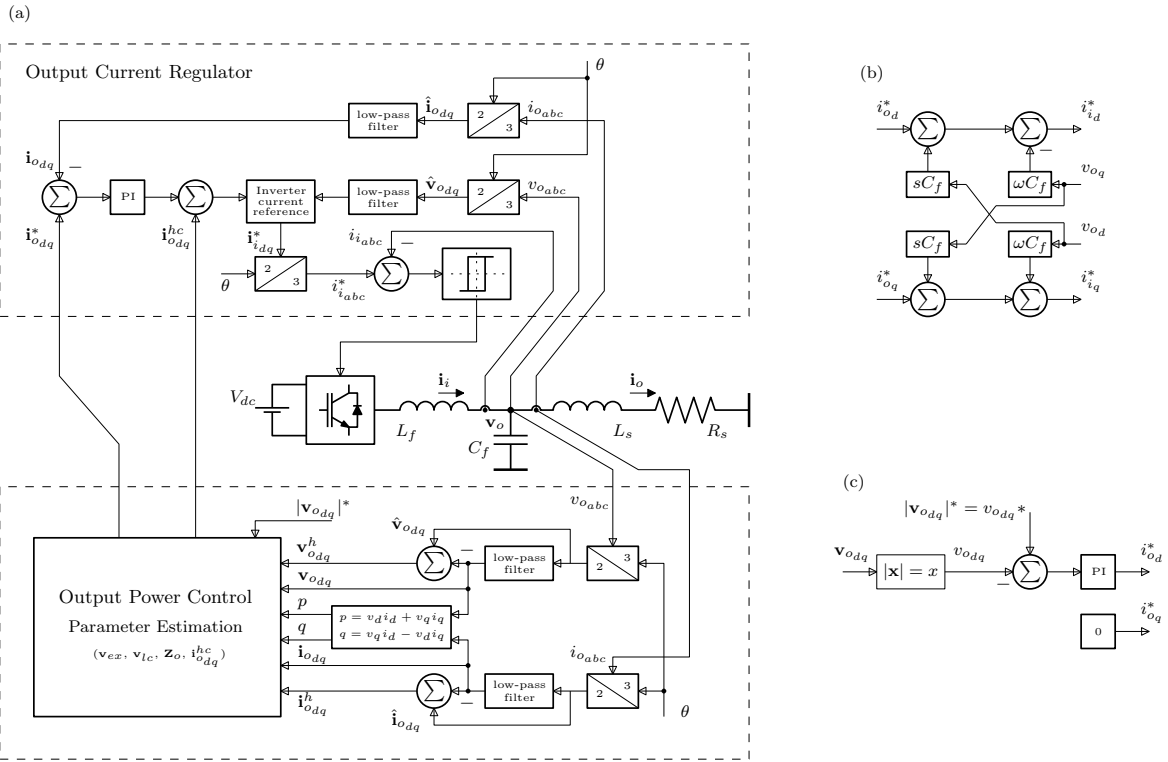 (a)
Output Current Regulator
θ
low-pass
filter
î_{o_{dq}}
2
3
i_{o_{abc}}
i_{o_{dq}}
−
Σ
PI
Σ
Inverter
current
reference
low-pass
filter
v̂_{o_{dq}}
2
3
v_{o_{abc}}
i^*_{o_{dq}}
i^{hc}_{o_{dq}}
i^*_{i_{dq}}
i_{i_{abc}}
−
θ
2
3
i^*_{i_{abc}}
Σ
V_{dc}
i_i
i_o
L_f
v_o
C_f
L_s
R_s
|v_{o_{dq}}|*
v_{o_{abc}}
v̂_{o_{dq}}
v^h_{o_{dq}}
Σ
−
low-pass
filter
3
2
v_{o_{dq}}
Output Power Control
Parameter Estimation
(v_{ex}, v_{lc}, Z_o, i^{hc}_{o_{dq}})
p
q
p = v_d i_d + v_q i_q
q = v_q i_d − v_d i_q
i_{o_{dq}}
i_{o_{abc}}
i^h_{o_{dq}}
Σ
−
low-pass
filter
3
2
î_{o_{dq}}
θ
(b)
i^*_{o_d}
Σ
Σ
i^*_{i_d}
−
sC_f
ωC_f
v_{o_q}
sC_f
ωC_f
v_{o_d}
i^*_{o_q}
Σ
Σ
i^*_{i_q}
(c)
|v_{o_{dq}}|* = v_{o_{dq}}*
v_{o_{dq}}
|x| = x
v_{o_{dq}}
−
Σ
PI
i^*_{o_d}
0
i^*_{o_q}